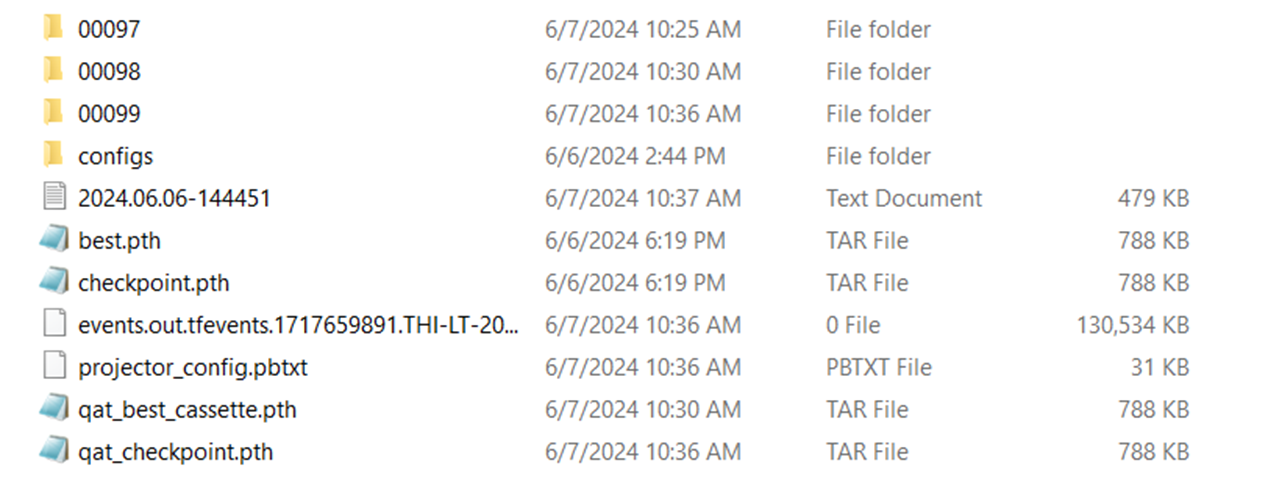 00097 6/7/2024 10:25 AM File folder
00098 6/7/2024 10:30 AM File folder
00099 6/7/2024 10:36 AM File folder
configs 6/6/2024 2:44 PM File folder
2024.06.06-144451 6/7/2024 10:37 AM Text Document 479 KB
best.pth 6/6/2024 6:19 PM TAR File 788 KB
checkpoint.pth 6/6/2024 6:19 PM TAR File 788 KB
events.out.tfevents.1717659891.THI-LT-20... 6/7/2024 10:36 AM 0 File 130,534 KB
projector_config.pbtxt 6/7/2024 10:36 AM PBTXT File 31 KB
qat_best_cassette.pth 6/7/2024 10:30 AM TAR File 788 KB
qat_checkpoint.pth 6/7/2024 10:36 AM TAR File 788 KB